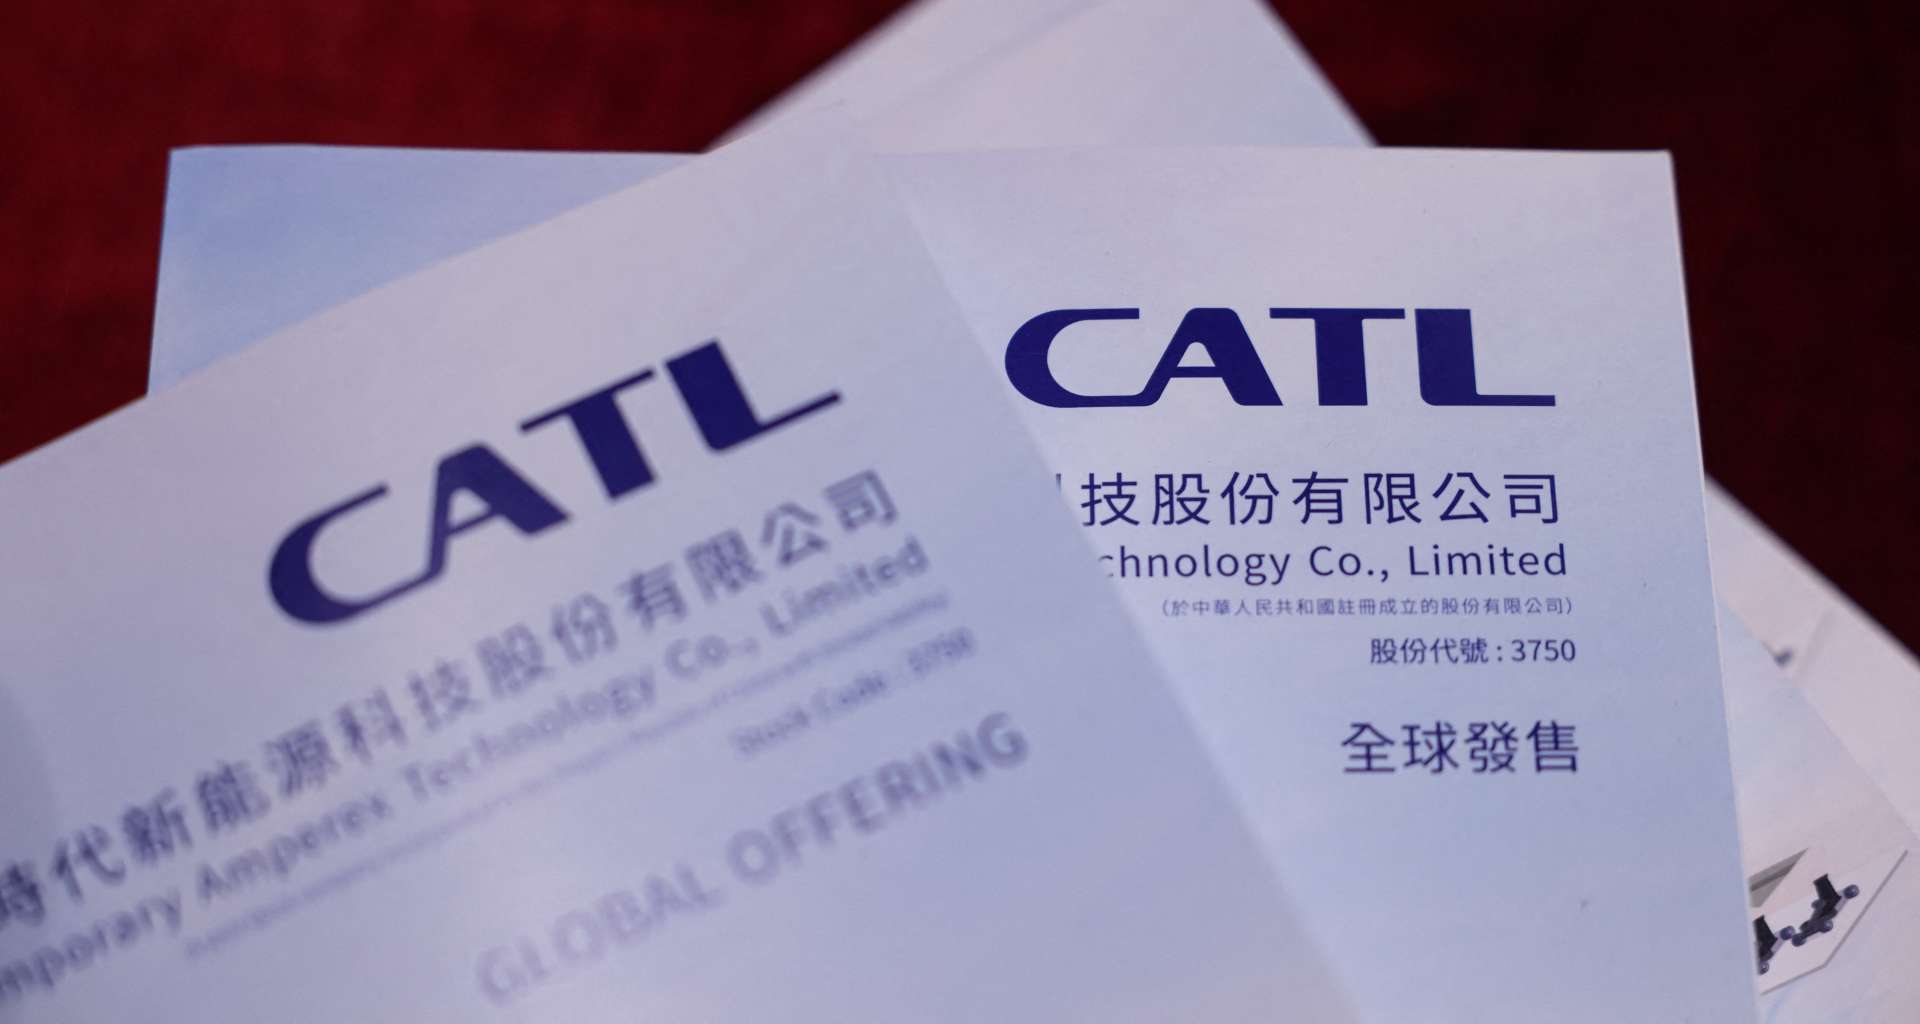 CATL
時代新能源科技股份有限公司
mporary Amperex Technology Co., Limited
Stock Code : 3750
GLOBAL OFFERING
CATL
技股份有限公司
chnology Co., Limited
(於中華人民共和國註冊成立的股份有限公司)
股份代號 : 3750
全球發售